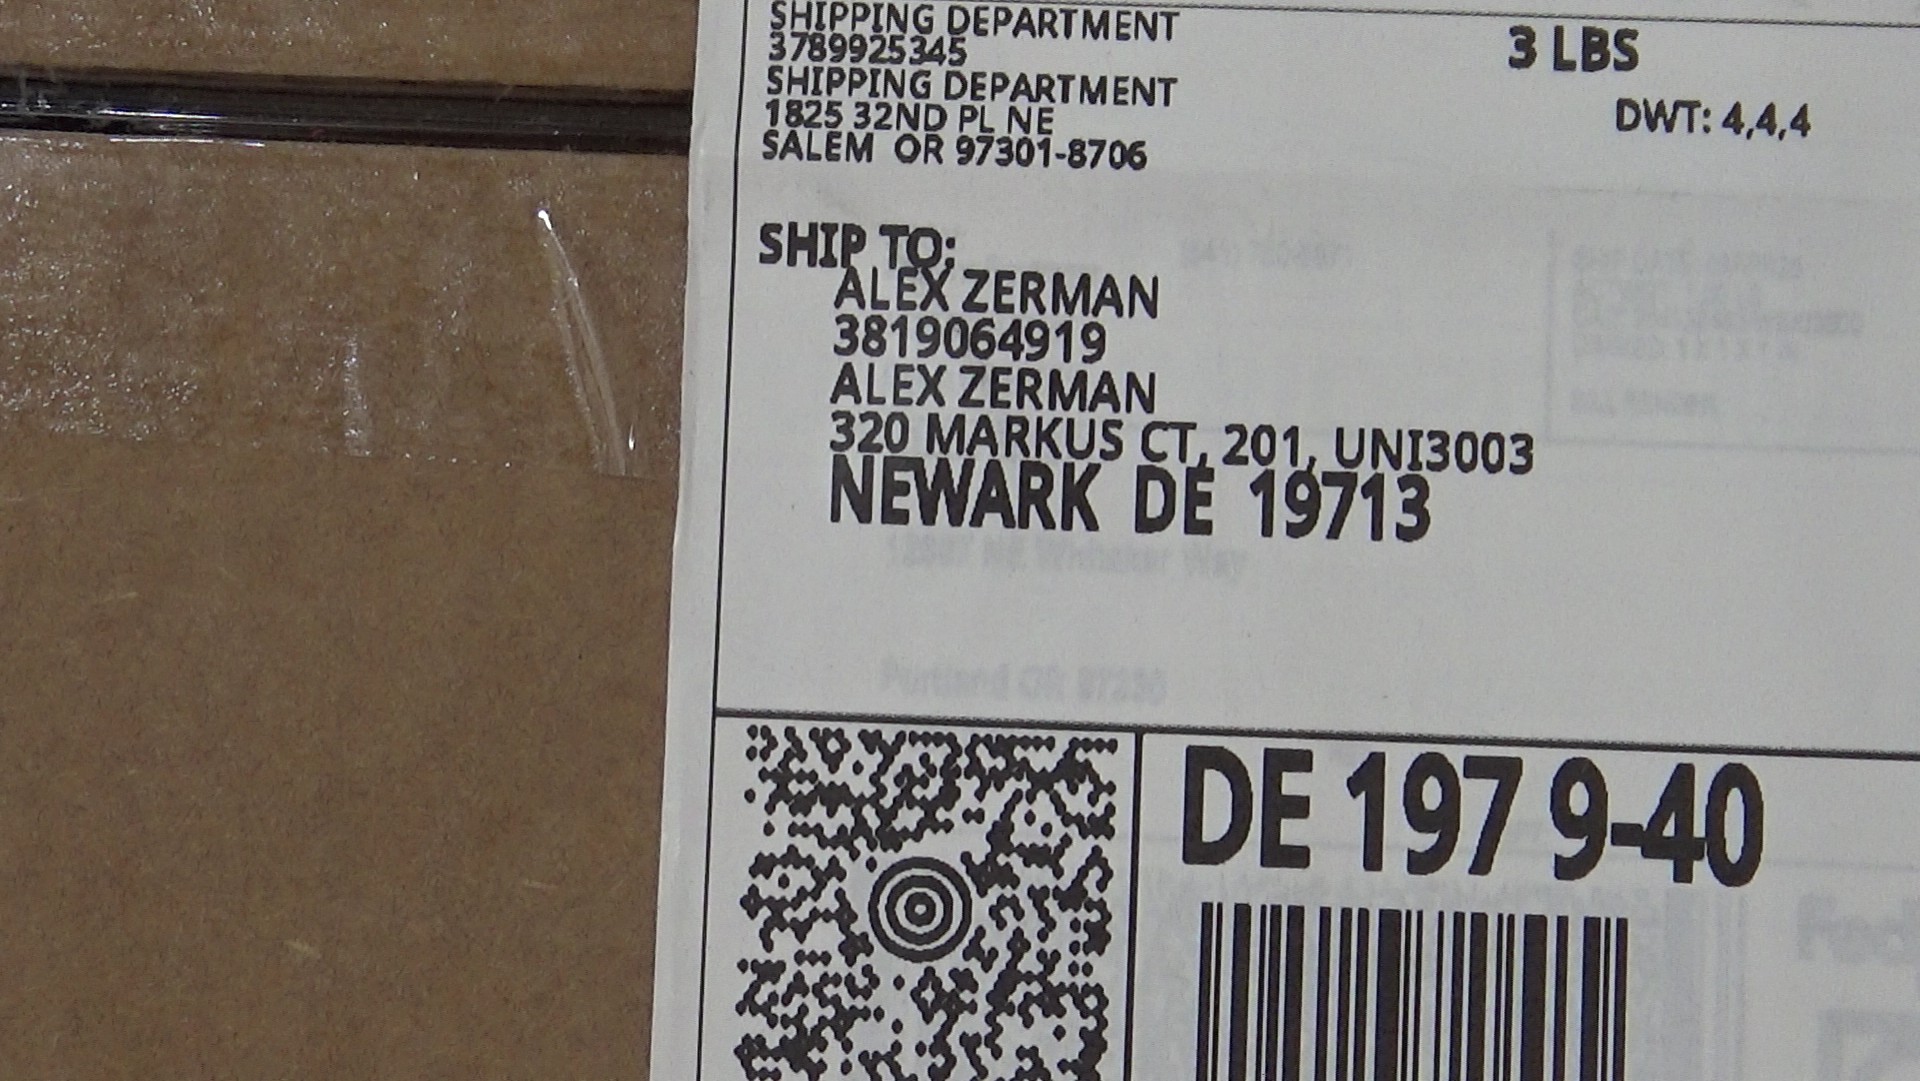 SHIPPING DEPARTMENT
3789925345
SHIPPING DEPARTMENT
1825 32ND PL NE
SALEM OR 97301-8706
3 LBS
DWT: 4,4,4
SHIP TO:
ALEX ZERMAN
3819064919
ALEX ZERMAN
320 MARKUS CT, 201, UNI3003
NEWARK DE 19713
Portland OR
DE 197 9-40